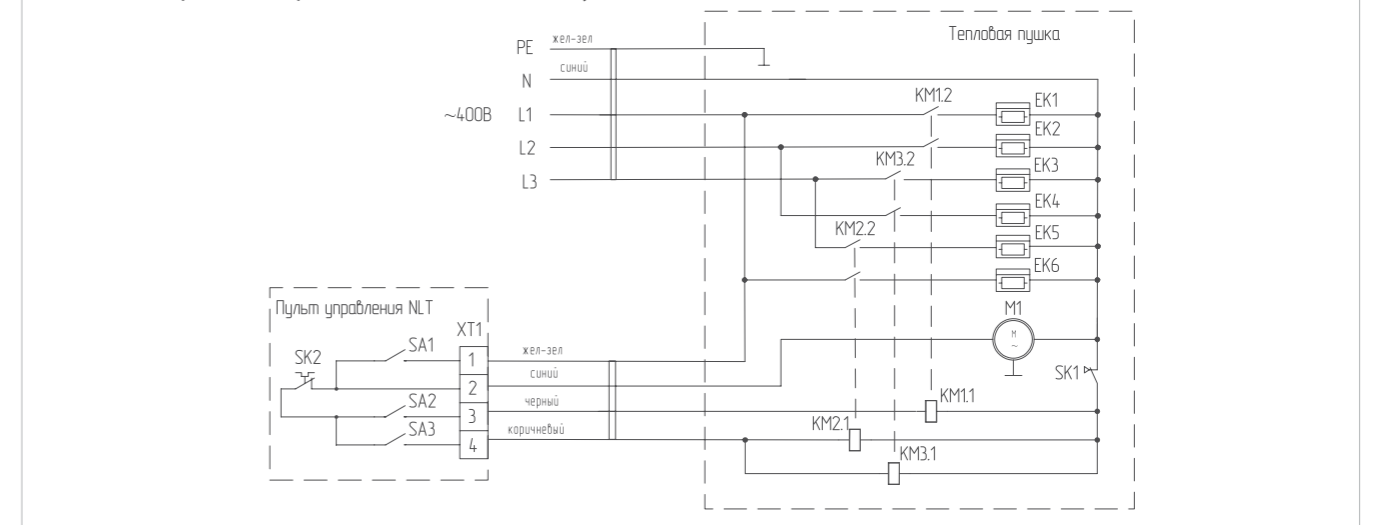 Тепловая пушка
PE жел-зел
N синий
~400В L1
L2
L3
KM1.2
EK1
EK2
KM3.2
EK3
EK4
KM2.2
EK5
EK6
M1
M
~
SK1
KM1.1
KM2.1
KM3.1
Пульт управления NLT
XT1
SK2
SA1
1 жел-зел
2 синий
SA2
3 черный
SA3
4 коричневый